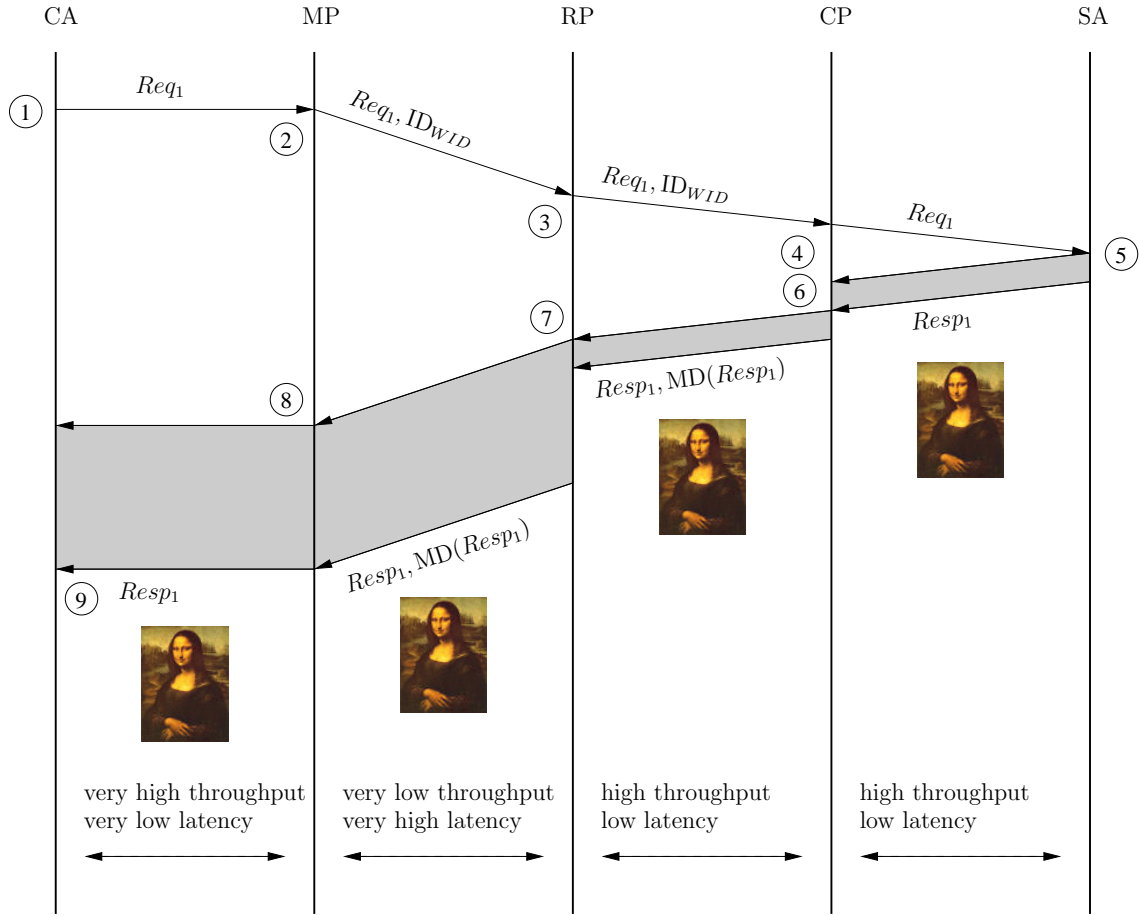 CA
MP
RP
CP
SA
Req₁
1
2
Req₁, ID_WID
3
Req₁, ID_WID
4
Req₁
5
6
Resp₁
7
Resp₁, MD(Resp₁)
8
Resp₁, MD(Resp₁)
9
Resp₁
very high throughput
very low latency
very low throughput
very high latency
high throughput
low latency
high throughput
low latency